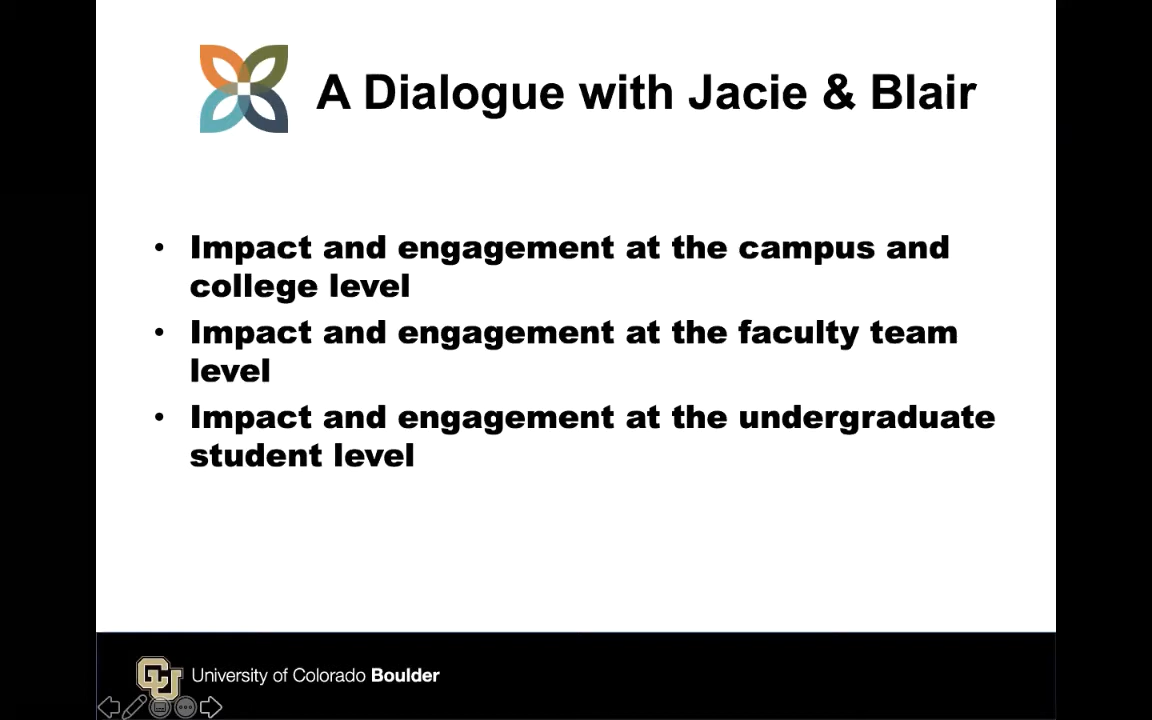 A Dialogue with Jacie & Blair
• Impact and engagement at the campus and
college level
• Impact and engagement at the faculty team
level
• Impact and engagement at the undergraduate
student level
CU University of Colorado Boulder